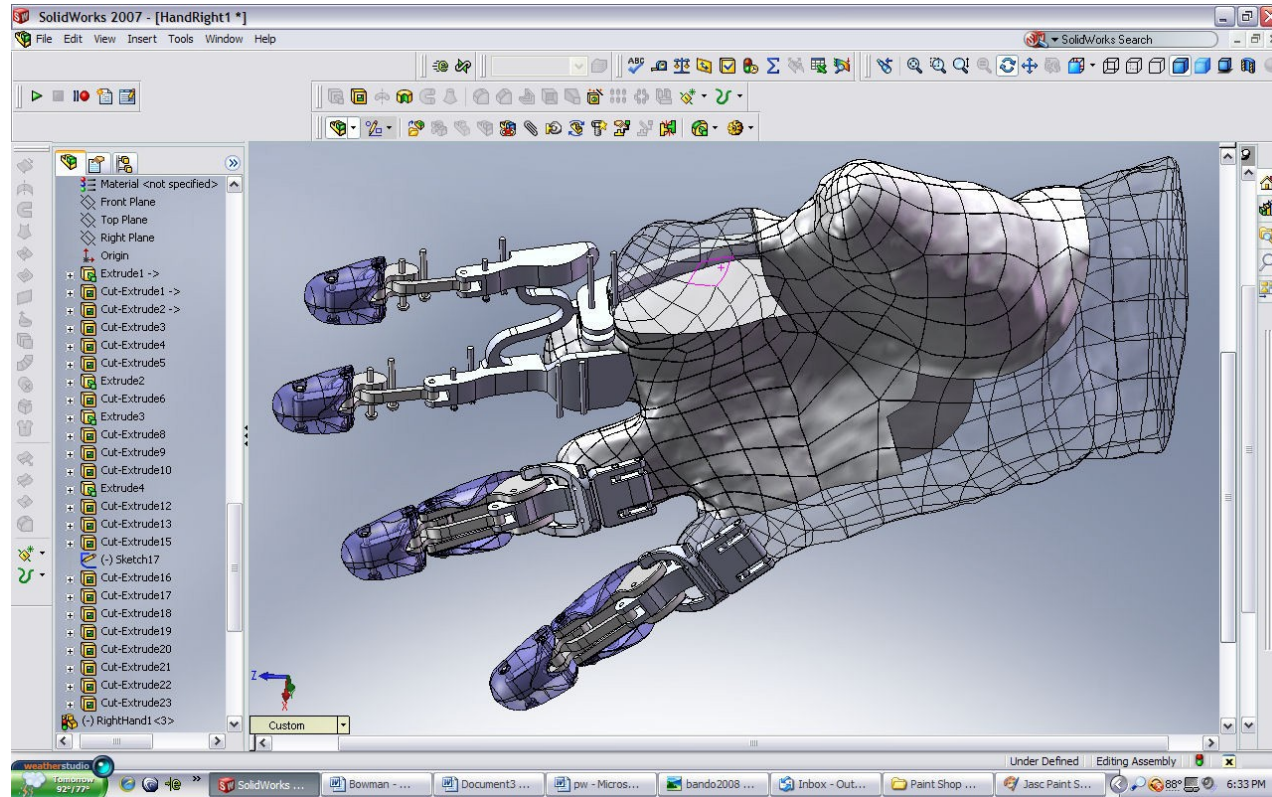 SolidWorks 2007 - [HandRight1 *]
File Edit View Insert Tools Window Help
SolidWorks Search
Material <not specified>
Front Plane
Top Plane
Right Plane
Origin
Extrude1 ->
Cut-Extrude1 ->
Cut-Extrude2 ->
Cut-Extrude3
Cut-Extrude4
Cut-Extrude5
Extrude2
Cut-Extrude6
Extrude3
Cut-Extrude8
Cut-Extrude9
Cut-Extrude10
Extrude4
Cut-Extrude12
Cut-Extrude13
Cut-Extrude15
(-) Sketch17
Cut-Extrude16
Cut-Extrude17
Cut-Extrude18
Cut-Extrude19
Cut-Extrude20
Cut-Extrude21
Cut-Extrude22
Cut-Extrude23
(-) RightHand1<3>
Z
X
Custom
Under Defined Editing Assembly
weatherstudio
Tomorrow
92°/77°
SolidWorks ...
Bowman - ...
Document3 ...
pw - Micros...
bando2008 ...
Inbox - Out...
Paint Shop ...
Jasc Paint S...
88°
6:33 PM